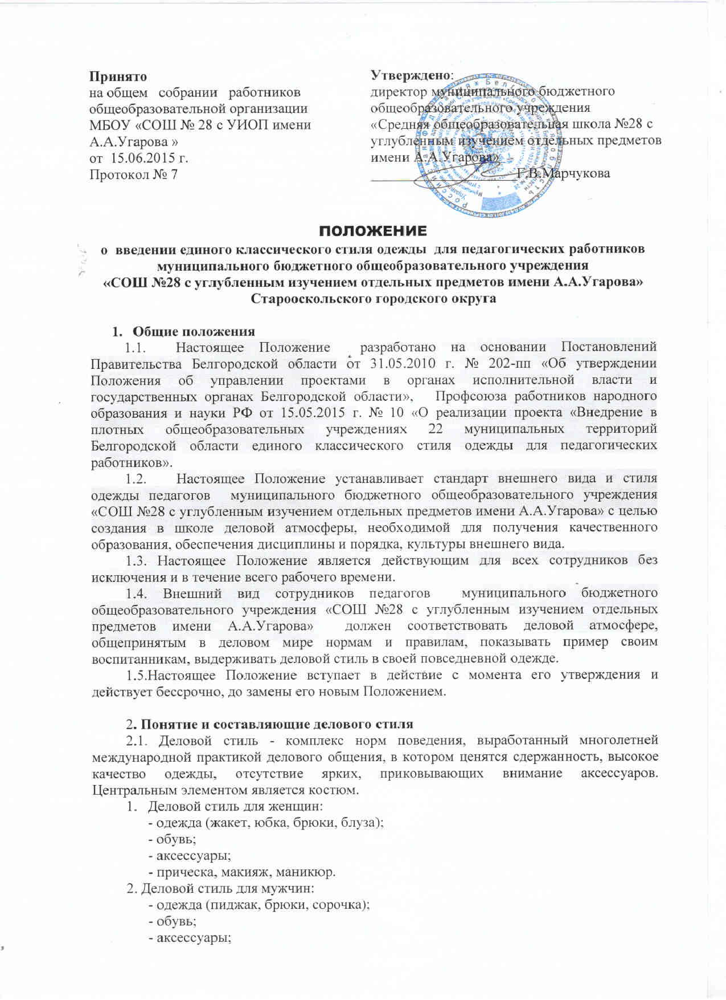 Принято
на общем собрании работников
общеобразовательной организации
МБОУ «СОШ № 28 с УИОП имени
А.А.Угарова »
от 15.06.2015 г.
Протокол № 7
Утверждено:
директор муниципального бюджетного
общеобразовательного учреждения
«Средняя общеобразовательная школа №28 с
углубленным изучением отдельных предметов
имени А.А.Угарова»
Г.В.Марчукова
ПОЛОЖЕНИЕ
о введении единого классического стиля одежды для педагогических работников
муниципального бюджетного общеобразовательного учреждения
«СОШ №28 с углубленным изучением отдельных предметов имени А.А.Угарова»
Старооскольского городского округа
1. Общие положения
1.1. Настоящее Положение разработано на основании Постановлений
Правительства Белгородской области от 31.05.2010 г. № 202-пп «Об утверждении
Положения об управлении проектами в органах исполнительной власти и
государственных органах Белгородской области», Профсоюза работников народного
образования и науки РФ от 15.05.2015 г. № 10 «О реализации проекта «Внедрение в
плотных общеобразовательных учреждениях 22 муниципальных территорий
Белгородской области единого классического стиля одежды для педагогических
работников».
1.2. Настоящее Положение устанавливает стандарт внешнего вида и стиля
одежды педагогов муниципального бюджетного общеобразовательного учреждения
«СОШ №28 с углубленным изучением отдельных предметов имени А.А.Угарова» с целью
создания в школе деловой атмосферы, необходимой для получения качественного
образования, обеспечения дисциплины и порядка, культуры внешнего вида.
1.3. Настоящее Положение является действующим для всех сотрудников без
исключения и в течение всего рабочего времени.
1.4. Внешний вид сотрудников педагогов муниципального бюджетного
общеобразовательного учреждения «СОШ №28 с углубленным изучением отдельных
предметов имени А.А.Угарова» должен соответствовать деловой атмосфере,
общепринятым в деловом мире нормам и правилам, показывать пример своим
воспитанникам, выдерживать деловой стиль в своей повседневной одежде.
1.5.Настоящее Положение вступает в действие с момента его утверждения и
действует бессрочно, до замены его новым Положением.
2. Понятие и составляющие делового стиля
2.1. Деловой стиль - комплекс норм поведения, выработанный многолетней
международной практикой делового общения, в котором ценятся сдержанность, высокое
качество одежды, отсутствие ярких, приковывающих внимание аксессуаров.
Центральным элементом является костюм.
1. Деловой стиль для женщин:
- одежда (жакет, юбка, брюки, блуза);
- обувь;
- аксессуары;
- прическа, макияж, маникюр.
2. Деловой стиль для мужчин:
- одежда (пиджак, брюки, сорочка);
- обувь;
- аксессуары;